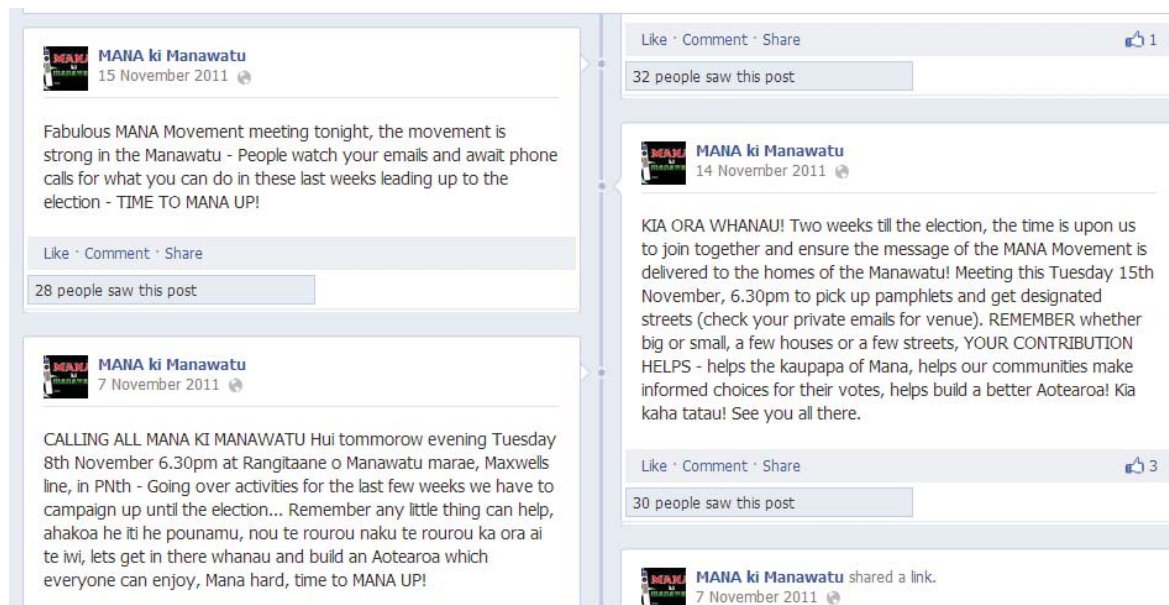 MANA ki Manawatu
15 November 2011
Fabulous MANA Movement meeting tonight, the movement is
strong in the Manawatu - People watch your emails and await phone
calls for what you can do in these last weeks leading up to the
election - TIME TO MANA UP!
Like · Comment · Share
28 people saw this post
MANA ki Manawatu
7 November 2011
CALLING ALL MANA KI MANAWATU Hui tommorow evening Tuesday
8th November 6.30pm at Rangitaane o Manawatu marae, Maxwells
line, in PNth - Going over activities for the last few weeks we have to
campaign up until the election... Remember any little thing can help,
ahakoa he iti he pounamu, nou te rourou naku te rourou ka ora ai
te iwi, lets get in there whanau and build an Aotearoa which
everyone can enjoy, Mana hard, time to MANA UP!
Like · Comment · Share
1
32 people saw this post
MANA ki Manawatu
14 November 2011
KIA ORA WHANAU! Two weeks till the election, the time is upon us
to join together and ensure the message of the MANA Movement is
delivered to the homes of the Manawatu! Meeting this Tuesday 15th
November, 6.30pm to pick up pamphlets and get designated
streets (check your private emails for venue). REMEMBER whether
big or small, a few houses or a few streets, YOUR CONTRIBUTION
HELPS - helps the kaupapa of Mana, helps our communities make
informed choices for their votes, helps build a better Aotearoa! Kia
kaha tatau! See you all there.
Like · Comment · Share
3
30 people saw this post
MANA ki Manawatu shared a link.
7 November 2011